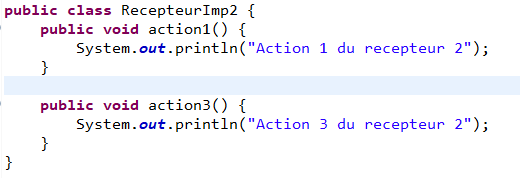 public class RecepteurImp2 {
    public void action1() {
        System.out.println("Action 1 du recepteur 2");
    }

    public void action3() {
        System.out.println("Action 3 du recepteur 2");
    }
}